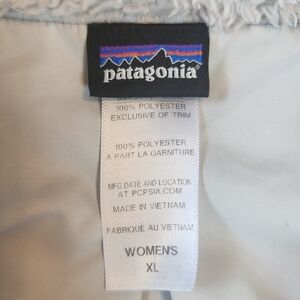 patagonia
100% POLYESTER
EXCLUSIVE OF TRIM
100% POLYESTER
A PART LA GARNITURE
MFG DATE AND LOCATION
AT PCPSIA.COM
MADE IN VIETNAM
FABRIQUÉ AU VIETNAM
WOMEN'S
XL